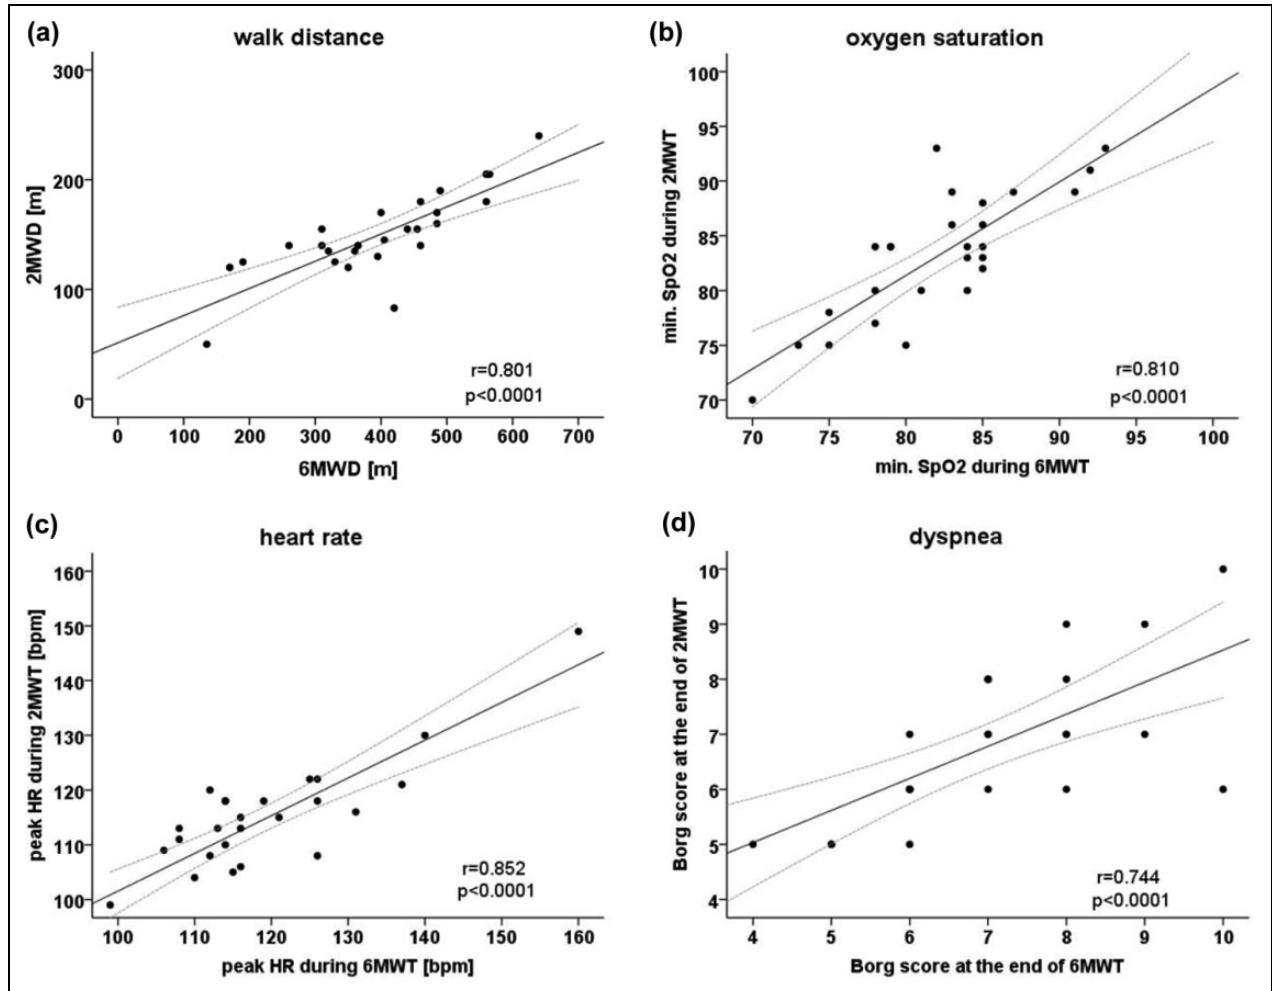 (a)
walk distance
300
200
100
0
2MWD [m]
r=0.801
p<0.0001
0 100 200 300 400 500 600 700
6MWD [m]
(b)
oxygen saturation
100
95
90
85
80
75
70
min. SpO2 during 2MWT
r=0.810
p<0.0001
70 75 80 85 90 95 100
min. SpO2 during 6MWT
(c)
heart rate
160
150
140
130
120
110
100
peak HR during 2MWT [bpm]
r=0.852
p<0.0001
100 110 120 130 140 150 160
peak HR during 6MWT [bpm]
(d)
dyspnea
10
9
8
7
6
5
4
Borg score at the end of 2MWT
r=0.744
p<0.0001
4 5 6 7 8 9 10
Borg score at the end of 6MWT